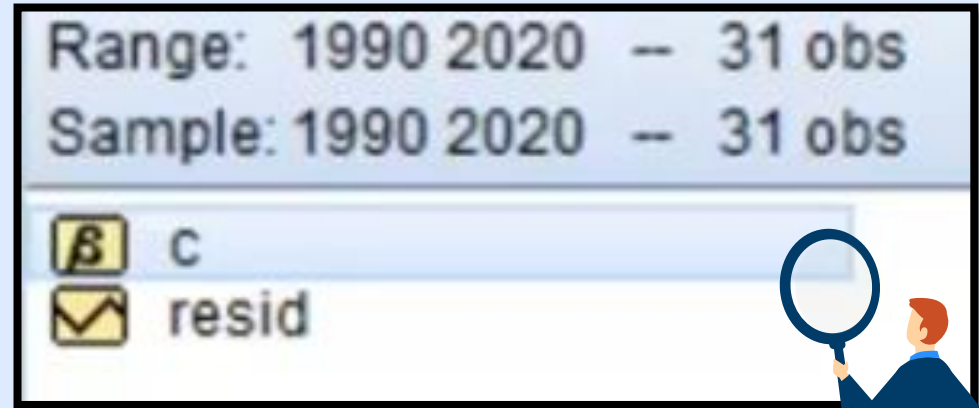 Range: 1990 2020 -- 31 obs
Sample: 1990 2020 -- 31 obs
β c
resid